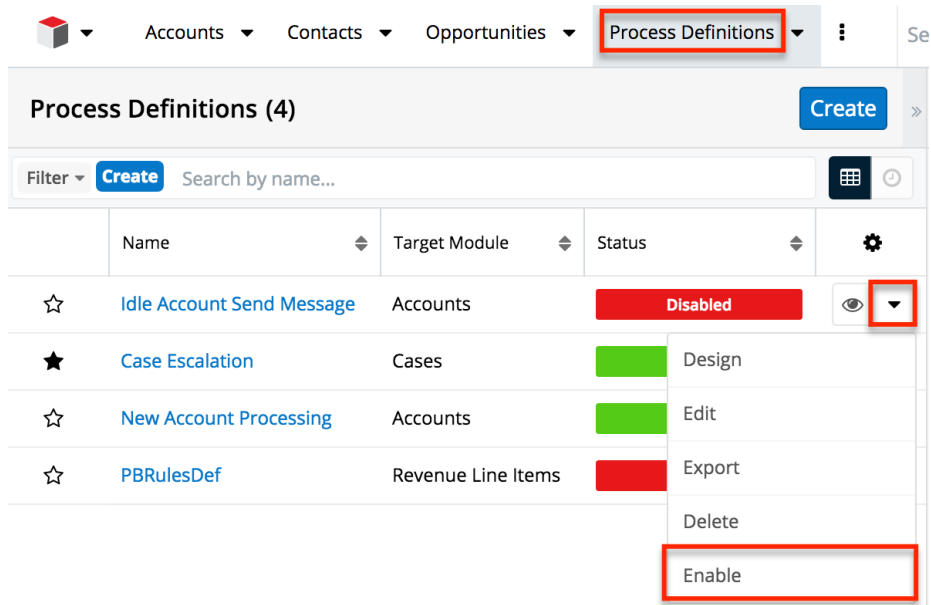 Accounts Contacts Opportunities Process Definitions Se
Process Definitions (4) Create »
Filter Create Search by name...
Name Target Module Status
Idle Account Send Message Accounts Disabled
Case Escalation Cases
Design
New Account Processing Accounts
Edit
PBRulesDef Revenue Line Items
Export
Delete
Enable